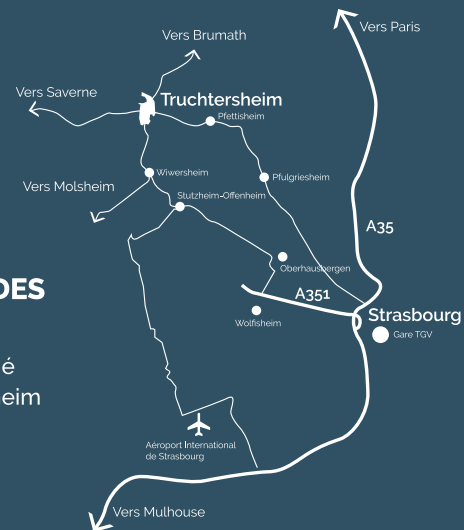 Vers Paris
Vers Brumath
Vers Saverne
Truchtersheim
Pfettisheim
Wiwersheim
Pfulgriesheim
Vers Molsheim
Stutzheim-Offenheim
A35
Oberhausbergen
DES
A351
Strasbourg
Wolfisheim
Gare TGV
é
eim
Aéroport International
de Strasbourg
Vers Mulhouse